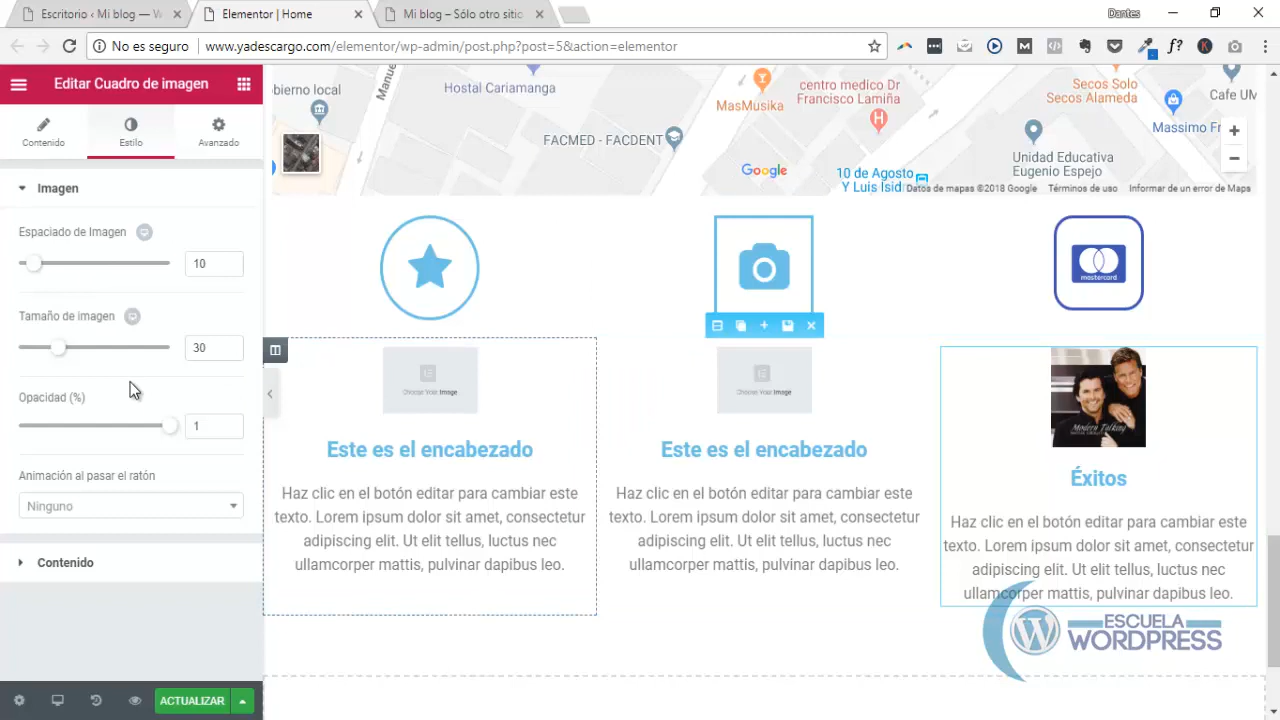 Escritorio ‹ Mi blog — W
Elementor | Home
Mi blog – Sólo otro sitio
Dantes
No es seguro
www.yadescargo.com/elementor/wp-admin/post.php?post=5&action=elementor
Editar Cuadro de imagen
Contenido
Estilo
Avanzado
Imagen
Espaciado de Imagen
10
Tamaño de imagen
30
Opacidad (%)
1
Animación al pasar el ratón
Ninguno
Contenido
ACTUALIZAR
bierno local
Manue
Hostal Cariamanga
FACMED - FACDENT
MasMusika
centro medico Dr
Francisco Lamiña
Secos Solo
Secos Alameda
Cafe UM
Massimo Fr
Unidad Educativa
Eugenio Espejo
Google
10 de Agosto
Y Luis Isid
Datos de mapas ©2018 Google
Términos de uso
Informar de un error de Maps
mastercard
Choose Your Image
Este es el encabezado
Haz clic en el botón editar para cambiar este
texto. Lorem ipsum dolor sit amet, consectetur
adipiscing elit. Ut elit tellus, luctus nec
ullamcorper mattis, pulvinar dapibus leo.
Choose Your Image
Este es el encabezado
Haz clic en el botón editar para cambiar este
texto. Lorem ipsum dolor sit amet, consectetur
adipiscing elit. Ut elit tellus, luctus nec
ullamcorper mattis, pulvinar dapibus leo.
Modern Talking
Éxitos
Haz clic en el botón editar para cambiar este
texto. Lorem ipsum dolor sit amet, consectetur
adipiscing elit. Ut elit tellus, luctus nec
ullamcorper mattis, pulvinar dapibus leo.
ESCUELA
WORDPRESS